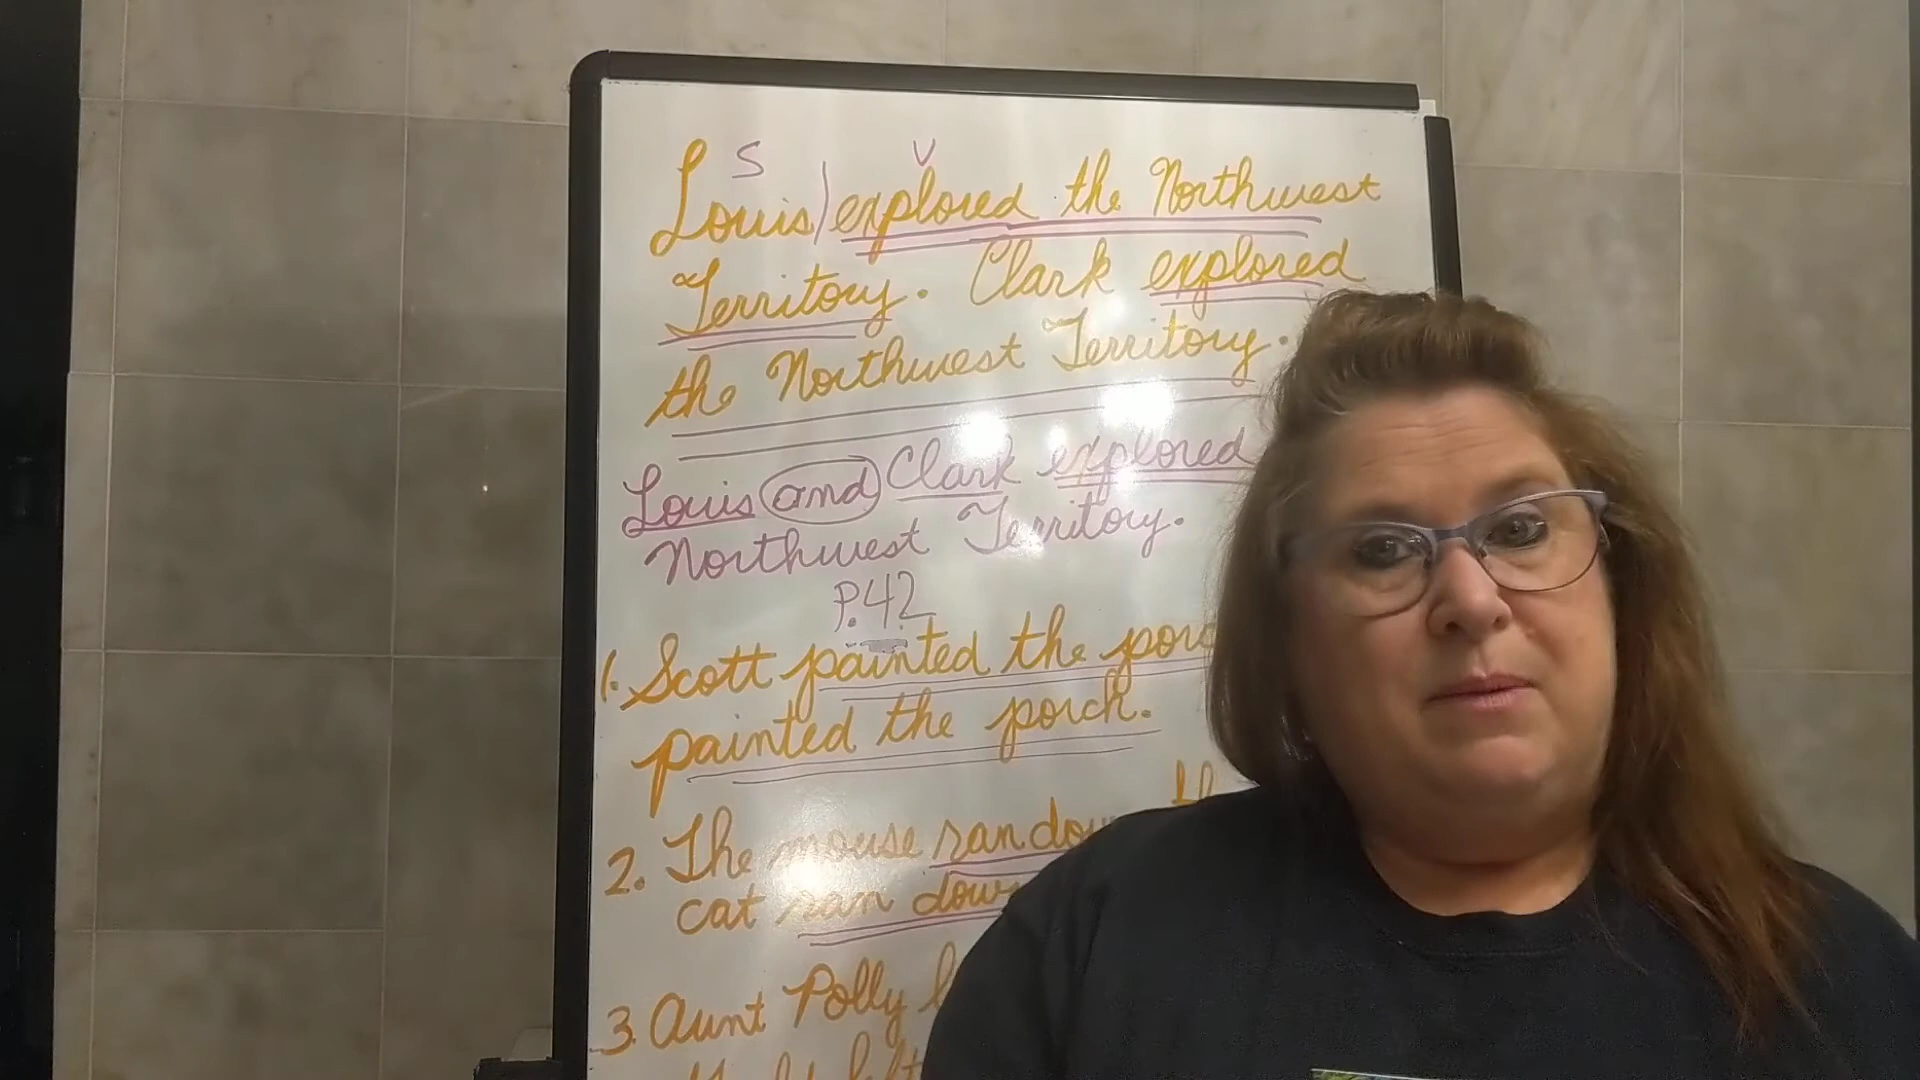 S V
Louis/explored the Northwest
Territory. Clark explored
the Northwest Territory.
Louis and Clark explored
Northwest Territory.
P.42
1. Scott painted the
painted the porch.
2. The mouse ran
cat ran down
3. Aunt Polly